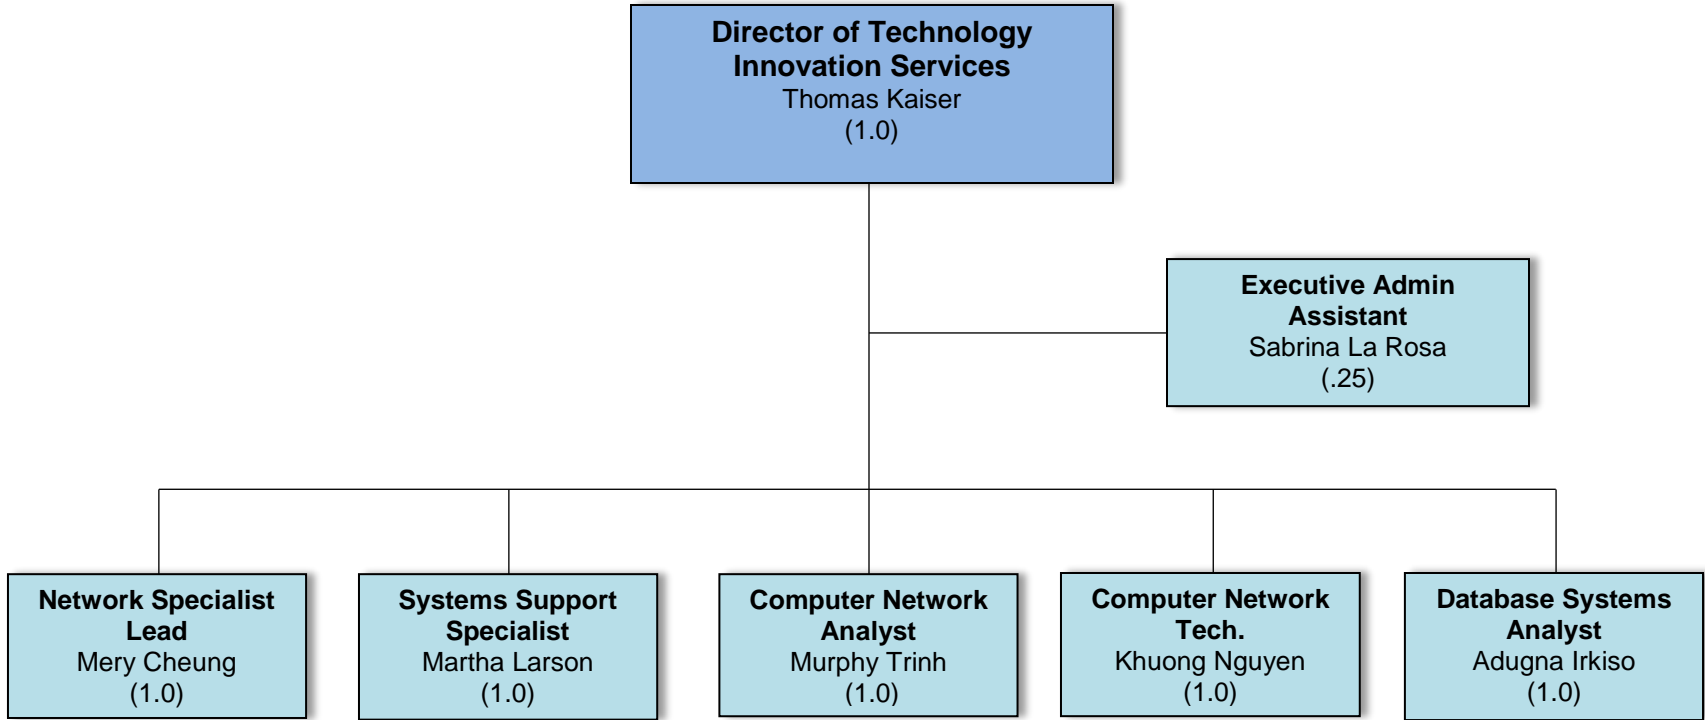 Director of Technology
Innovation Services
Thomas Kaiser
(1.0)
Executive Admin
Assistant
Sabrina La Rosa
(.25)
Network Specialist
Lead
Mery Cheung
(1.0)
Systems Support
Specialist
Martha Larson
(1.0)
Computer Network
Analyst
Murphy Trinh
(1.0)
Computer Network
Tech.
Khuong Nguyen
(1.0)
Database Systems
Analyst
Adugna Irkiso
(1.0)